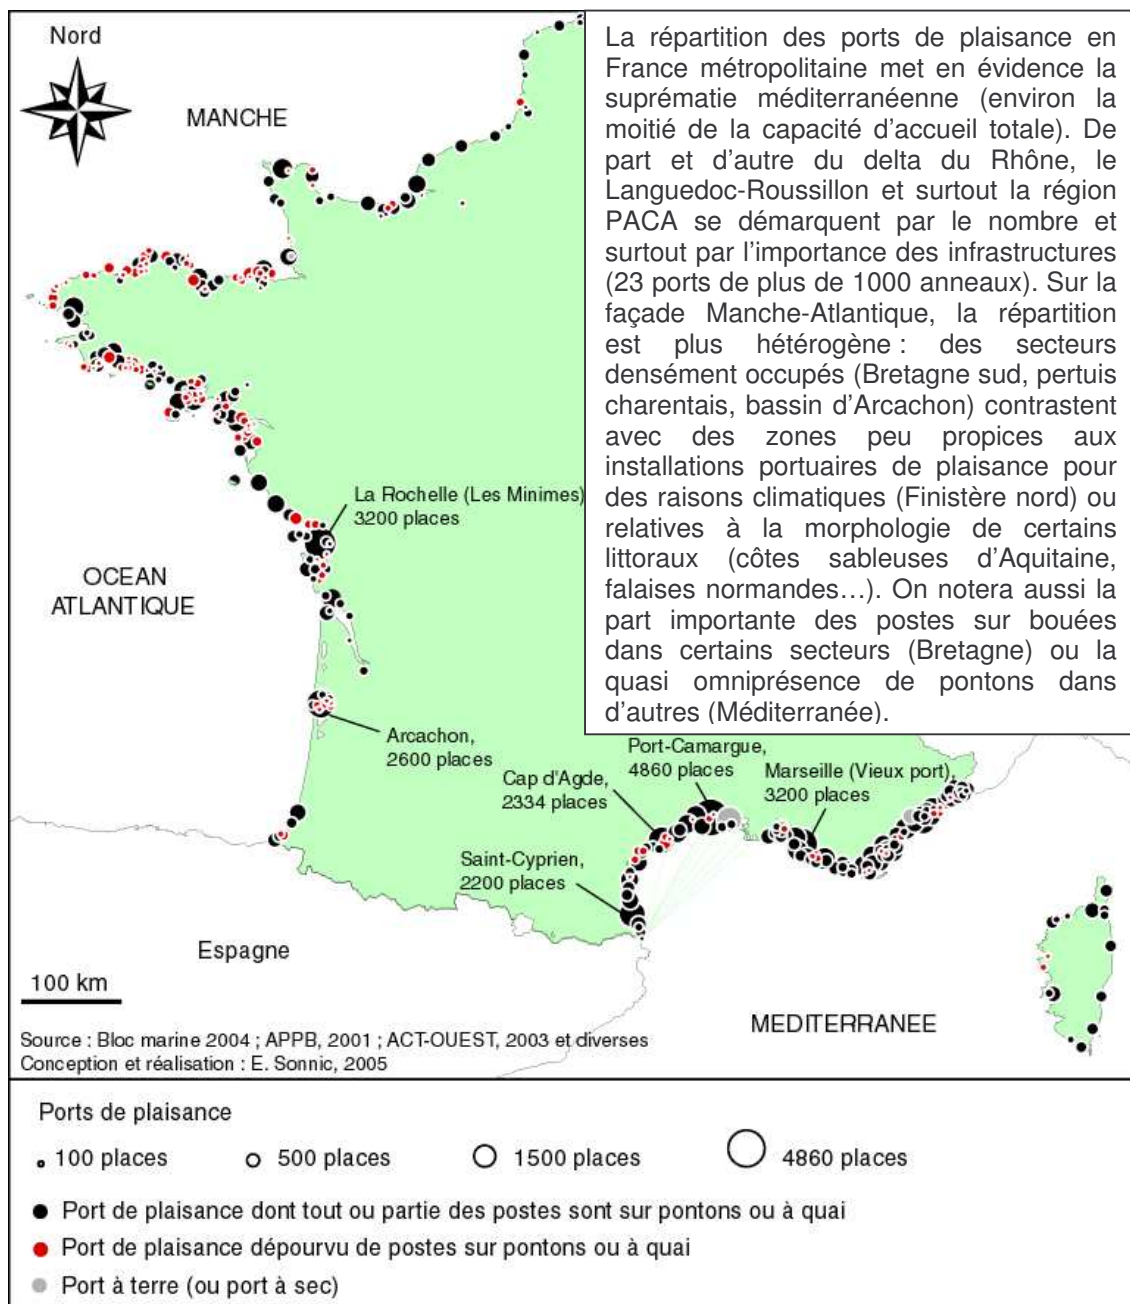 Nord
MANCHE
La répartition des ports de plaisance en
France métropolitaine met en évidence la
suprématie méditerranéenne (environ la
moitié de la capacité d'accueil totale). De
part et d'autre du delta du Rhône, le
Languedoc-Roussillon et surtout la région
PACA se démarquent par le nombre et
surtout par l'importance des infrastructures
(23 ports de plus de 1000 anneaux). Sur la
façade Manche-Atlantique, la répartition
est plus hétérogène : des secteurs
densément occupés (Bretagne sud, pertuis
charentais, bassin d'Arcachon) contrastent
avec des zones peu propices aux
installations portuaires de plaisance pour
des raisons climatiques (Finistère nord) ou
relatives à la morphologie de certains
littoraux (côtes sableuses d'Aquitaine,
falaises normandes…). On notera aussi la
part importante des postes sur bouées
dans certains secteurs (Bretagne) ou la
quasi omniprésence de pontons dans
d'autres (Méditerranée).
La Rochelle (Les Minimes)
3200 places
OCEAN
ATLANTIQUE
Arcachon,
2600 places
Port-Camargue,
4860 places
Cap d'Agde,
2334 places
Marseille (Vieux port),
3200 places
Saint-Cyprien,
2200 places
Espagne
100 km
MEDITERRANEE
Source : Bloc marine 2004 ; APPB, 2001 ; ACT-OUEST, 2003 et diverses
Conception et réalisation : E. Sonnic, 2005
Ports de plaisance
100 places
500 places
1500 places
4860 places
Port de plaisance dont tout ou partie des postes sont sur pontons ou à quai
Port de plaisance dépourvu de postes sur pontons ou à quai
Port à terre (ou port à sec)